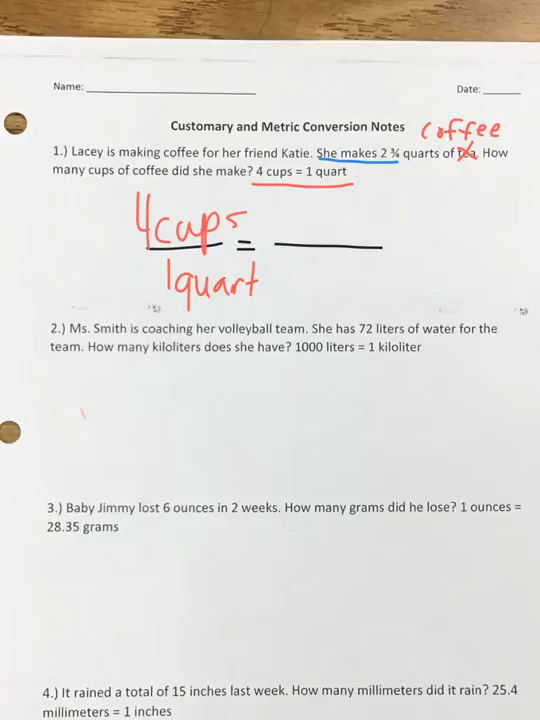 Name: Date:
Customary and Metric Conversion Notes
coffee
1.) Lacey is making coffee for her friend Katie. She makes 2 ¾ quarts of tea. How
many cups of coffee did she make? 4 cups = 1 quart
4 cups
=
1 quart
2.) Ms. Smith is coaching her volleyball team. She has 72 liters of water for the
team. How many kiloliters does she have? 1000 liters = 1 kiloliter
3.) Baby Jimmy lost 6 ounces in 2 weeks. How many grams did he lose? 1 ounces =
28.35 grams
4.) It rained a total of 15 inches last week. How many millimeters did it rain? 25.4
millimeters = 1 inches